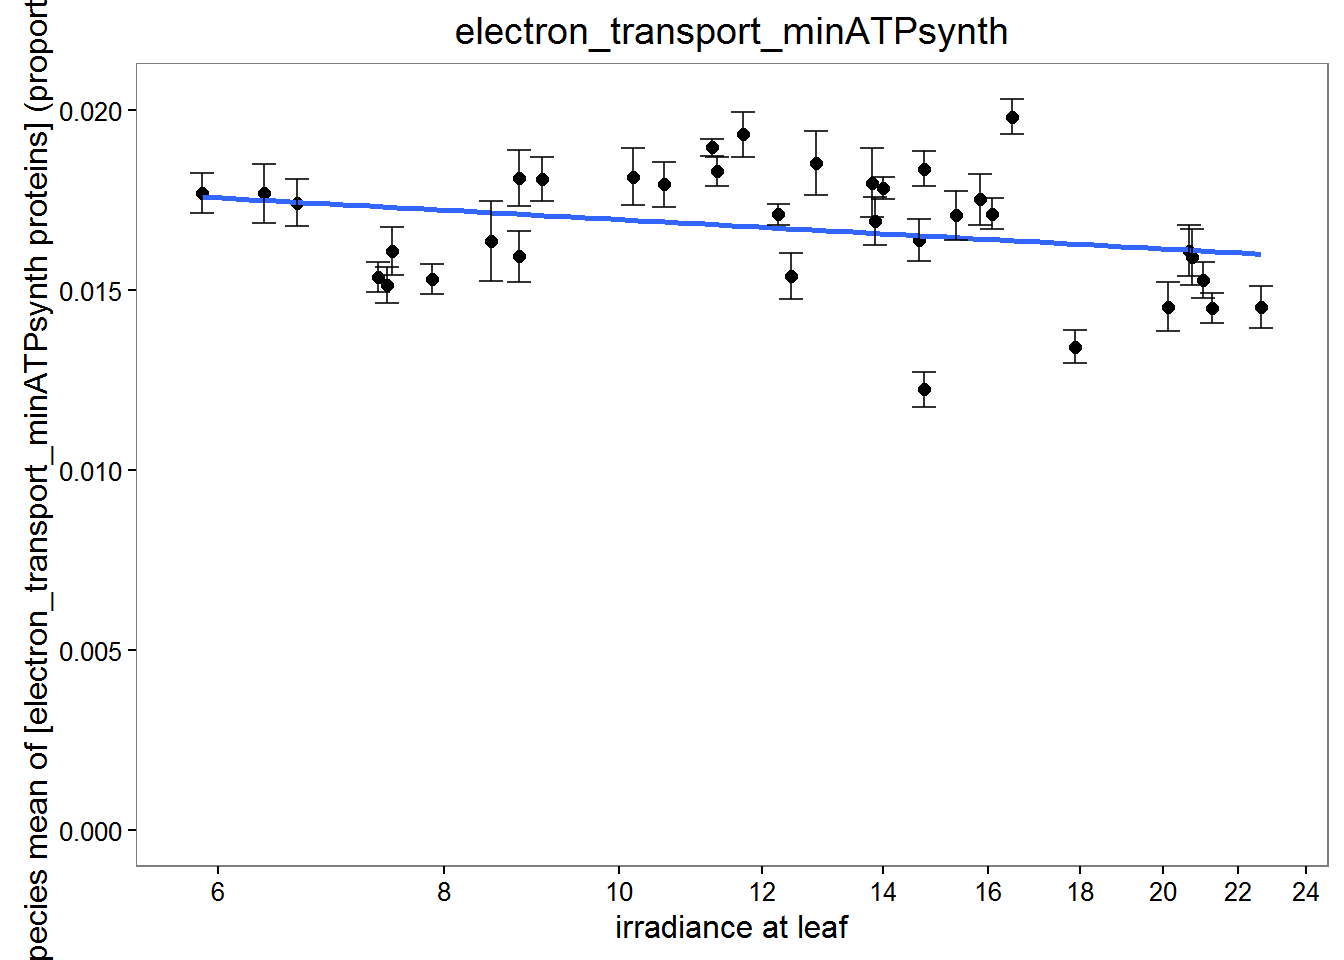 electron_transport_minATPsynth
pecies mean of [electron_transport_minATPsynth proteins] (proport
0.020
0.015
0.010
0.005
0.000
6 8 10 12 14 16 18 20 22 24
irradiance at leaf